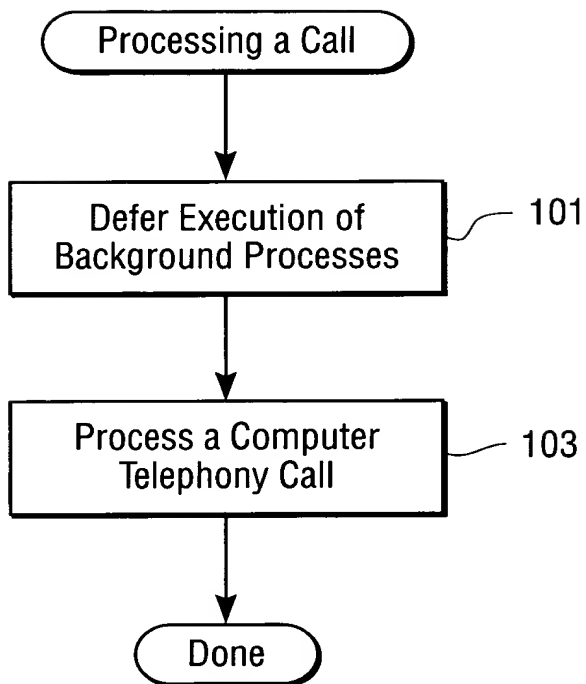 Processing a Call
Defer Execution of
Background Processes
101
Process a Computer
Telephony Call
103
Done